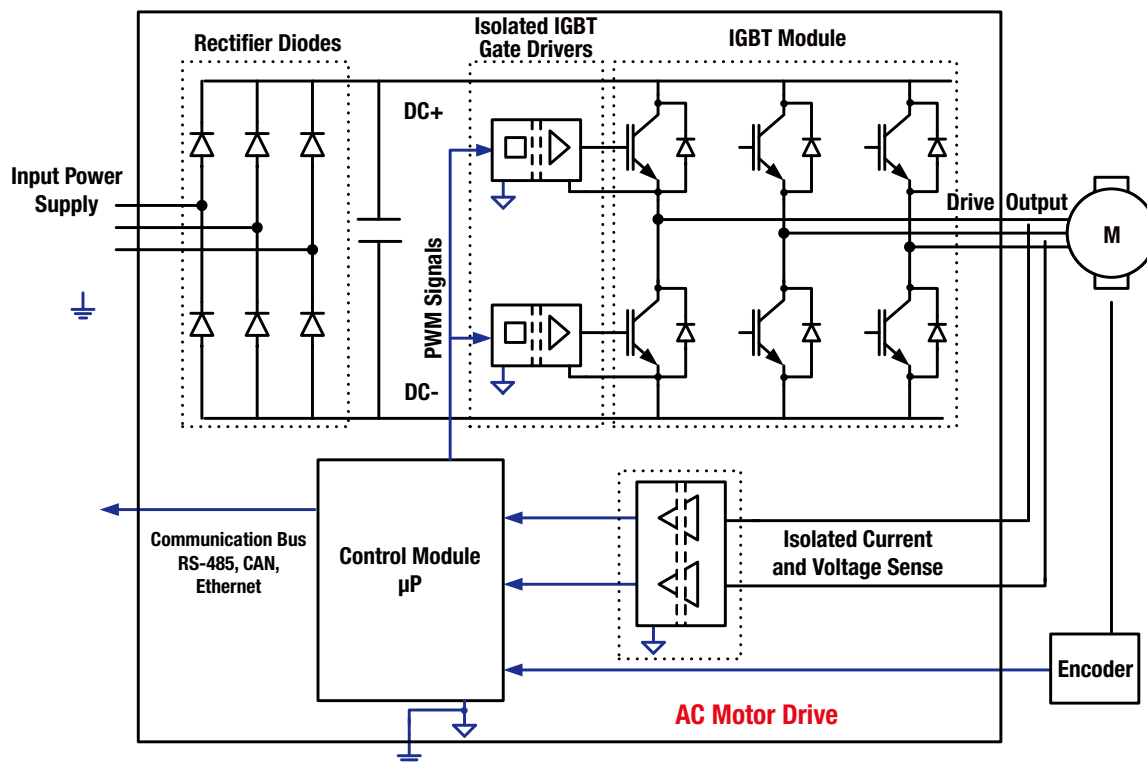 Rectifier Diodes
Isolated IGBT
Gate Drivers
IGBT Module
DC+
Input Power
Supply
PWM Signals
Drive Output
M
DC-
Communication Bus
RS-485, CAN,
Ethernet
Control Module
µP
Isolated Current
and Voltage Sense
Encoder
AC Motor Drive